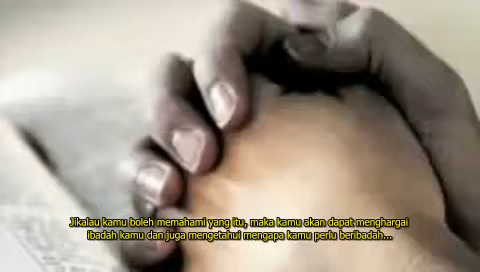 Jikalau kamu boleh memahami yang itu, maka kamu akan dapat menghargai
ibadah kamu dan juga mengetahui mengapa kamu perlu beribadah...